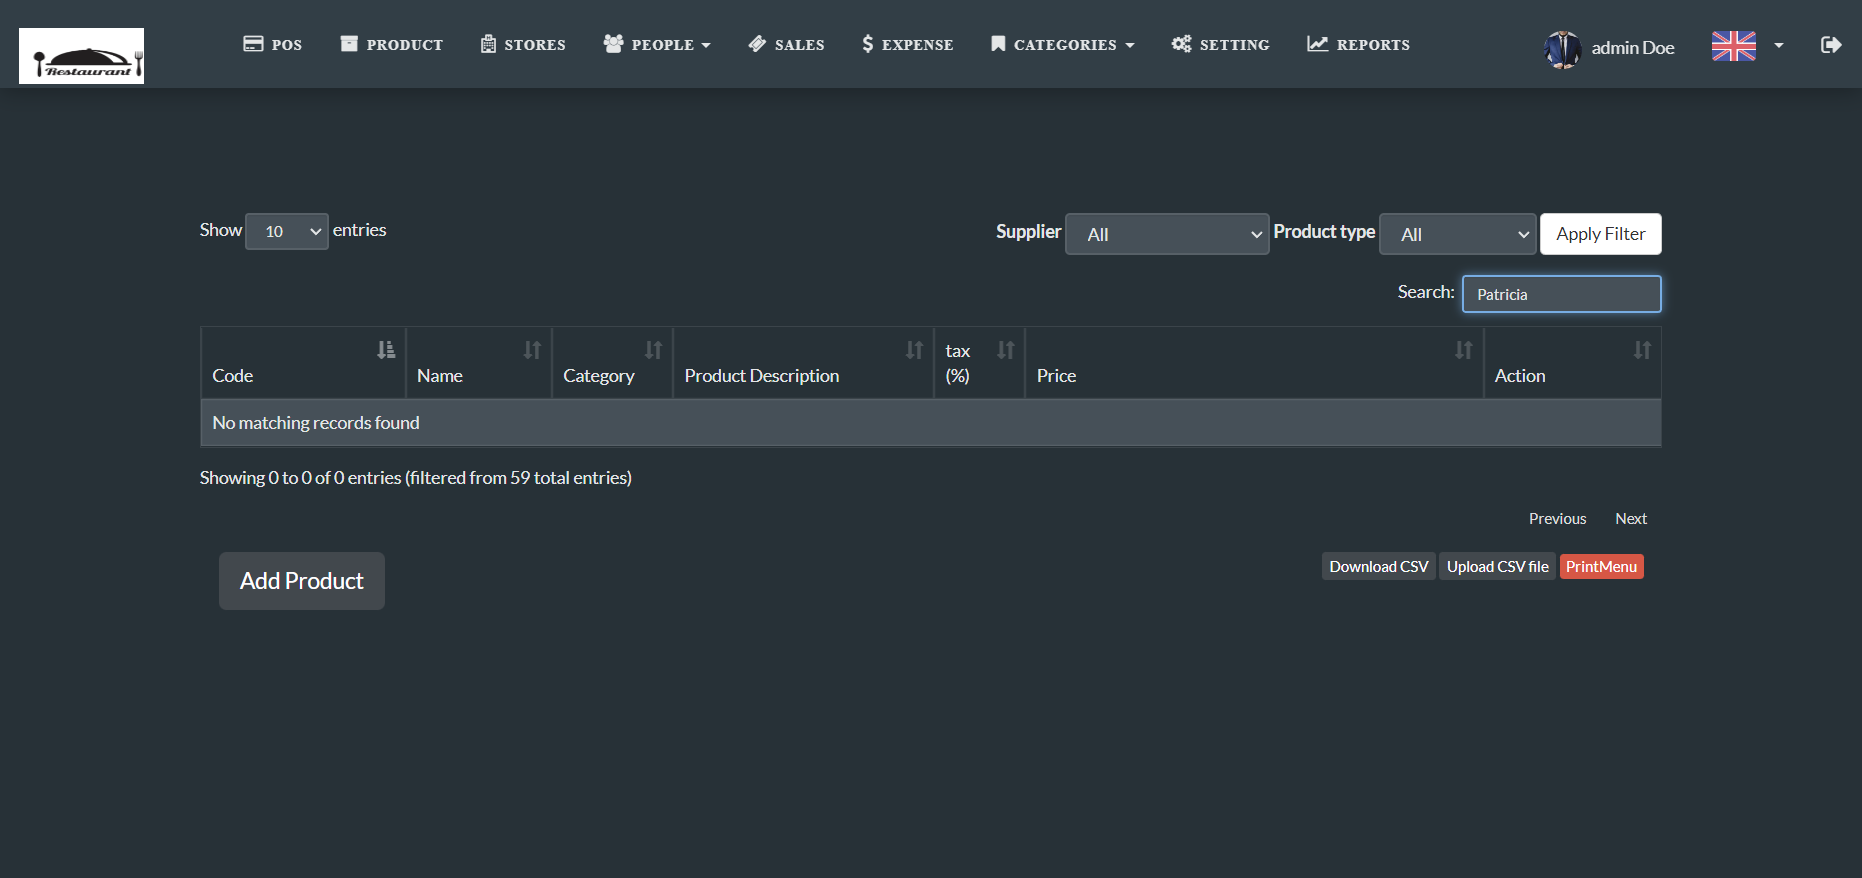 Restaurant
POS PRODUCT STORES PEOPLE SALES EXPENSE CATEGORIES SETTING REPORTS admin Doe
Show 10 entries Supplier All Product type All Apply Filter
Search: Patricia
Code Name Category Product Description tax (%) Price Action
No matching records found
Showing 0 to 0 of 0 entries (filtered from 59 total entries)
Previous Next
Add Product Download CSV Upload CSV file PrintMenu